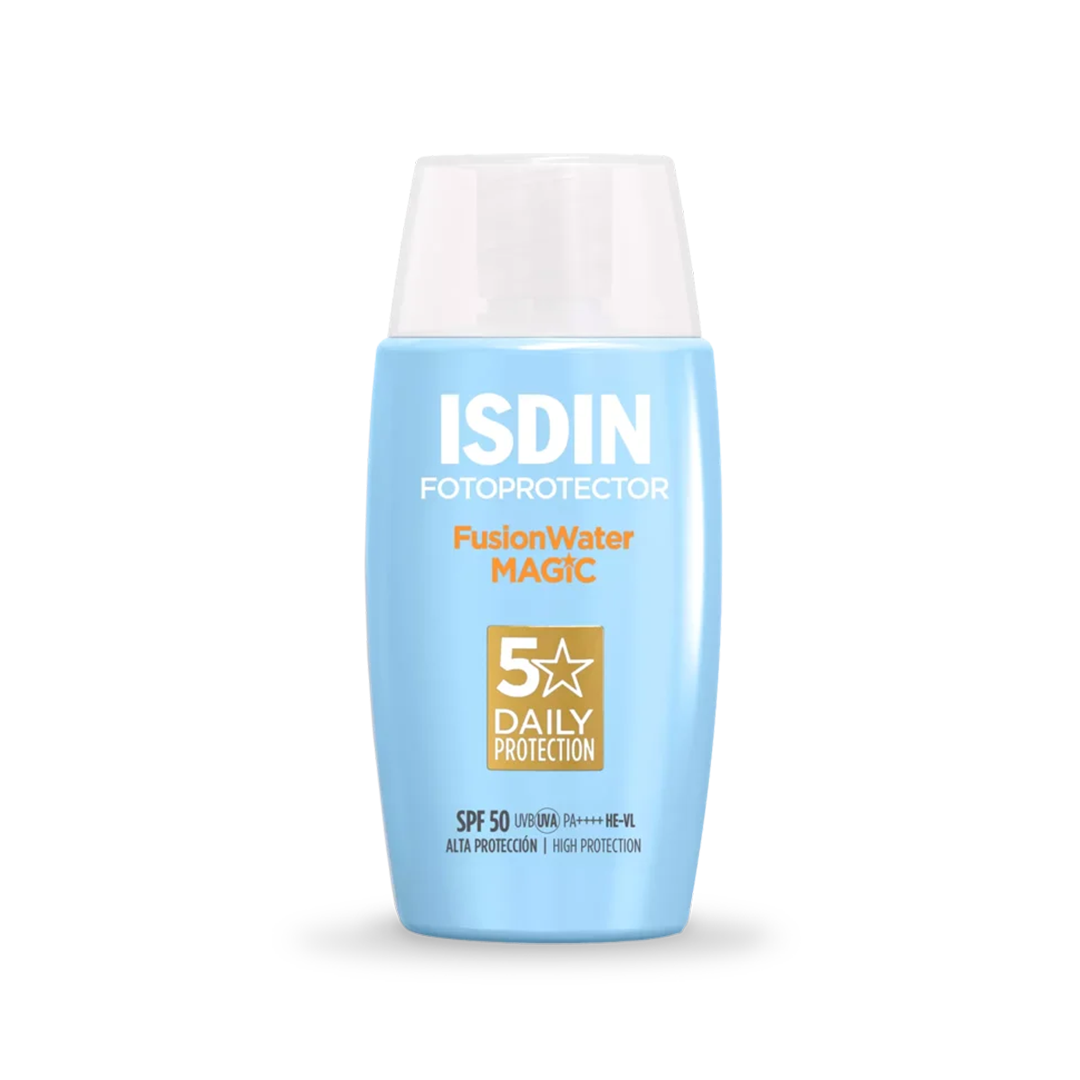 ISDIN
FOTOPROTECTOR
FusionWater
MAGIC
5☆
DAILY
PROTECTION
SPF 50 UVB UVA PA++++ HE-VL
ALTA PROTECCIÓN | HIGH PROTECTION